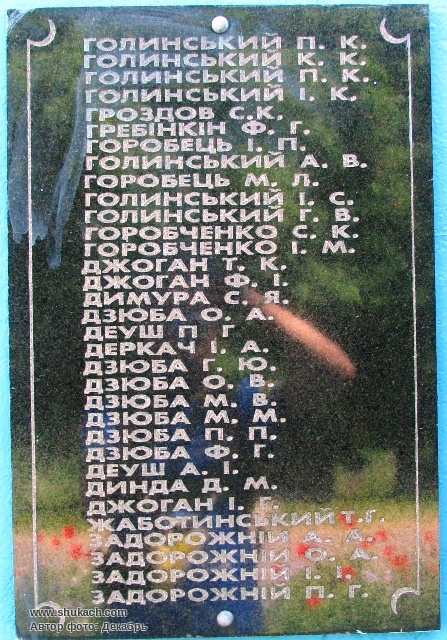 ГОЛИНСЬКИЙ П. К.
ГОЛИНСЬКИЙ К. К.
ГОЛИНСЬКИЙ П. К.
ГОЛИНСЬКИЙ І. К.
ГРОЗДОВ С.К.
ГРЕБІНКІН Ф. Г.
ГОРОБЕЦЬ І. П.
ГОЛИНСЬКИЙ А. В.
ГОРОБЕЦЬ М. Л.
ГОЛИНСЬКИЙ І. С.
ГОЛИНСЬКИЙ Г. В.
ГОРОБЧЕНКО С. К.
ГОРОБЧЕНКО І. М.
ДЖОГАН Т. К.
ДЖОГАН Ф. І.
ДИМУРА С. Я.
ДЗЮБА О. А.
ДЕУШ П Г
ДЕРКАЧ І. А.
ДЗЮБА Г. Ю.
ДЗЮБА О. В.
ДЗЮБА М. В.
ДЗЮБА М. М.
ДЗЮБА П. П.
ДЗЮБА Ф. Г.
ДЕУШ А. І.
ДИНДА Д. М.
ДЖОГАН І. Г.
ЖАБОТИНСЬКИЙ Т.Г.
ЗАДОРОЖНІЙ А. А.
ЗАДОРОЖНІЙ О. А.
ЗАДОРОЖНІЙ І. І.
ЗАДОРОЖНІЙ П. Г.
www.shukach.com
Автор фото: Декабрь